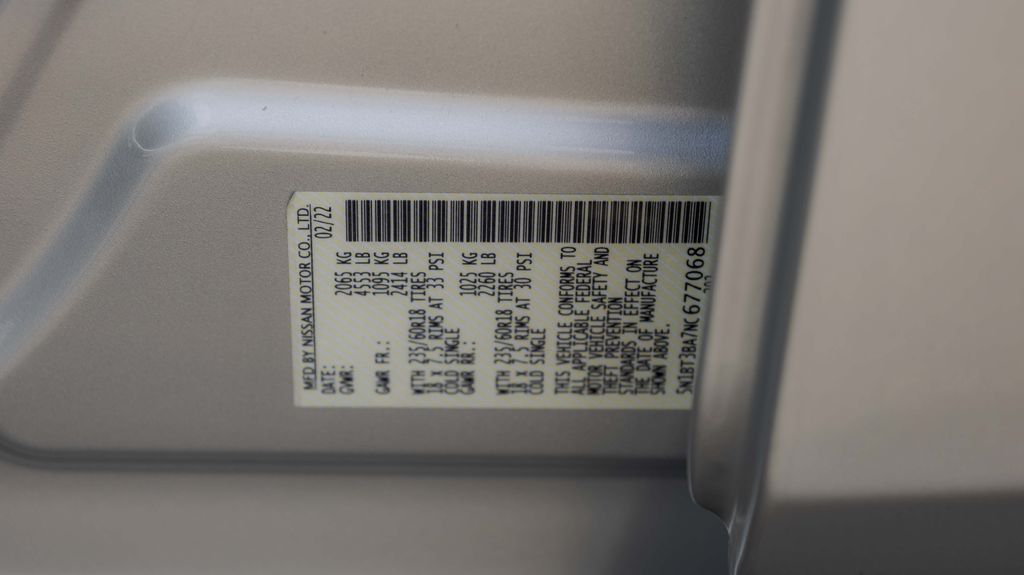 MFD BY NISSAN MOTOR CO., LTD.
DATE: 02/22
GVWR: 2065 KG
4553 LB
GAWR FR.: 1095 KG
2414 LB
WITH 235/60R18 TIRES
18 x 7.5 RIMS AT 33 PSI
COLD SINGLE
GAWR RR.: 1025 KG
2260 LB
WITH 235/60R18 TIRES
18 x 7.5 RIMS AT 30 PSI
COLD SINGLE
THIS VEHICLE CONFORMS TO
ALL APPLICABLE FEDERAL
MOTOR VEHICLE SAFETY AND
THEFT PREVENTION
STANDARDS IN EFFECT ON
THE DATE OF MANUFACTURE
SHOWN ABOVE.
5N1BT3BA7NC677068